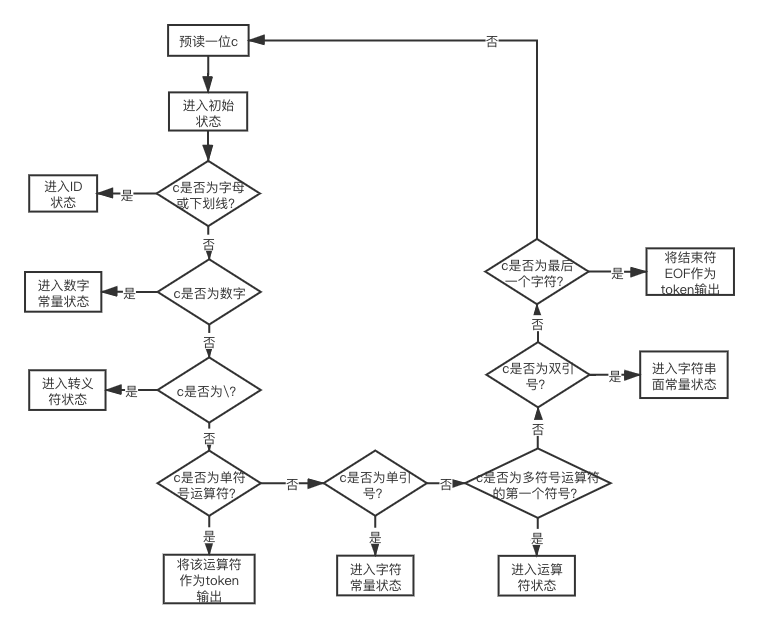 预读一位c
否
进入初始
状态
c是否为字母
或下划线?
是
进入ID
状态
否
c是否为数字
是
进入数字
常量状态
否
c是否为\?
是
进入转义
符状态
否
c是否为单符
号运算符?
是
将该运算符
作为token
输出
否
c是否为单引
号?
是
进入字符
常量状态
否
c是否为多符号运算符
的第一个符号?
是
进入运算
符状态
否
c是否为双引
号?
是
进入字符串
面常量状态
否
c是否为最后
一个字符?
是
将结束符
EOF作为
token输出